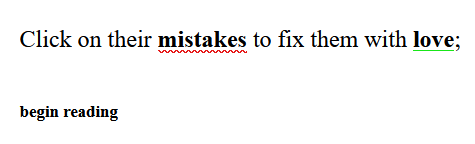 Click on their mistakes to fix them with love;
begin reading